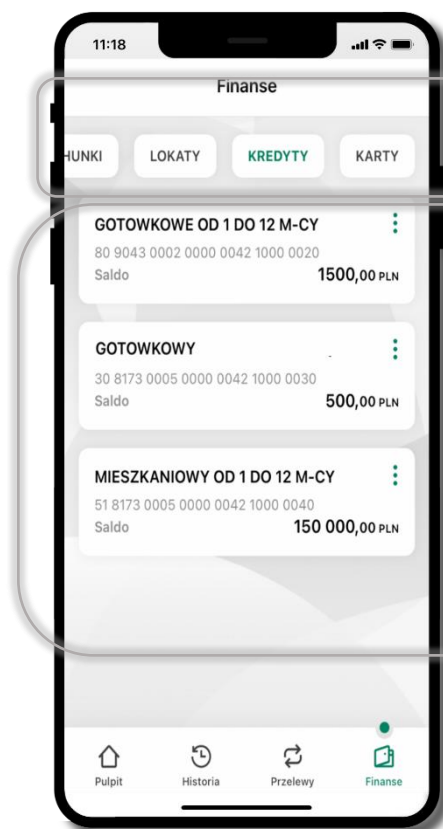 11:18
Finanse
HUNKI LOKATY KREDYTY KARTY
GOTOWKOWE OD 1 DO 12 M-CY
80 9043 0002 0000 0042 1000 0020
Saldo 1500,00 PLN
GOTOWKOWY
30 8173 0005 0000 0042 1000 0030
Saldo 500,00 PLN
MIESZKANIOWY OD 1 DO 12 M-CY
51 8173 0005 0000 0042 1000 0040
Saldo 150 000,00 PLN
Pulpit Historia Przelewy Finanse